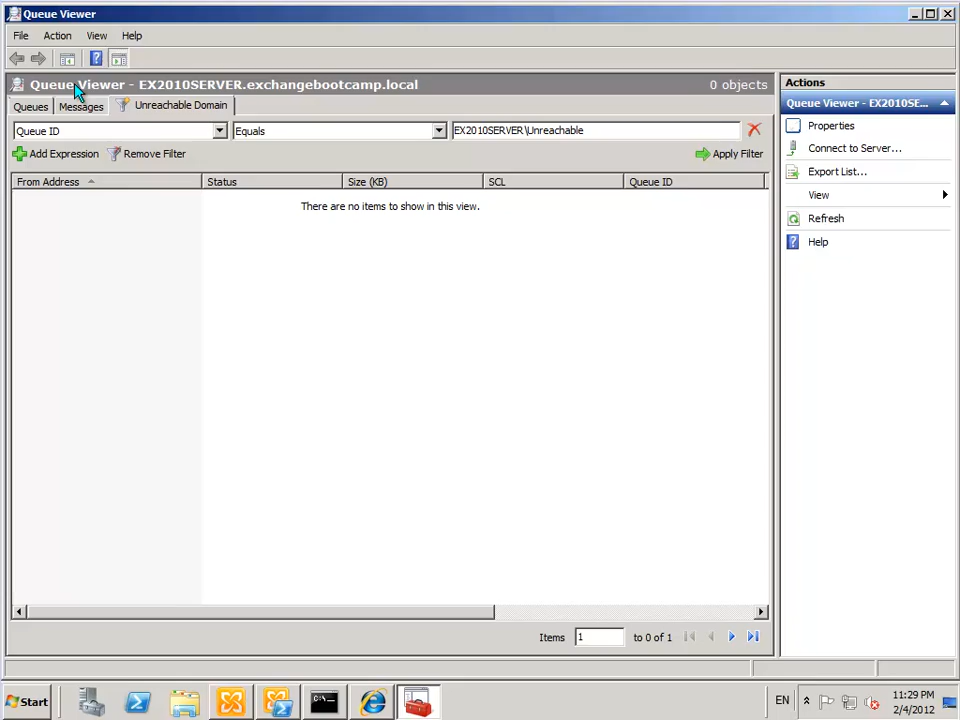 Queue Viewer
File Action View Help
Queue Viewer - EX2010SERVER.exchangebootcamp.local 0 objects
Queues Messages Unreachable Domain
Queue ID Equals EX2010SERVER\Unreachable
Add Expression Remove Filter Apply Filter
From Address Status Size (KB) SCL Queue ID
There are no items to show in this view.
Items 1 to 0 of 1
Actions
Queue Viewer - EX2010SE...
Properties
Connect to Server...
Export List...
View
Refresh
Help
Start EN 11:29 PM
2/4/2012